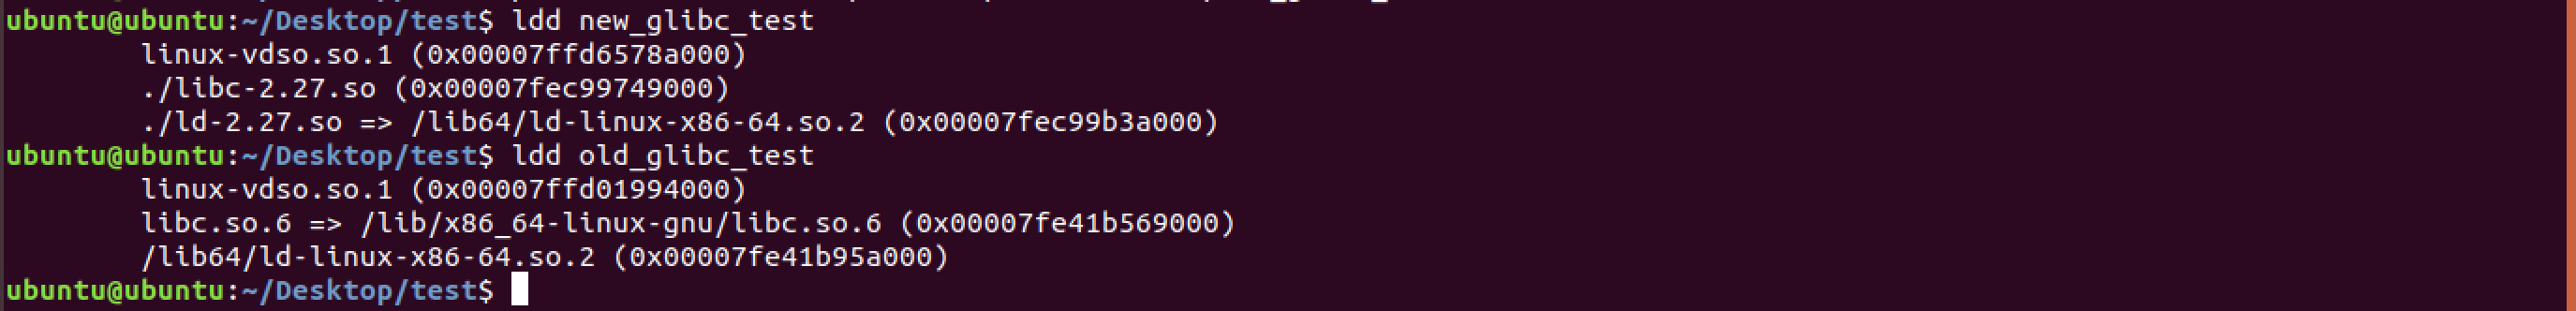 ubuntu@ubuntu:~/Desktop/test$ ldd new_glibc_test
linux-vdso.so.1 (0x00007ffd6578a000)
./libc-2.27.so (0x00007fec99749000)
./ld-2.27.so => /lib64/ld-linux-x86-64.so.2 (0x00007fec99b3a000)
ubuntu@ubuntu:~/Desktop/test$ ldd old_glibc_test
linux-vdso.so.1 (0x00007ffd01994000)
libc.so.6 => /lib/x86_64-linux-gnu/libc.so.6 (0x00007fe41b569000)
/lib64/ld-linux-x86-64.so.2 (0x00007fe41b95a000)
ubuntu@ubuntu:~/Desktop/test$